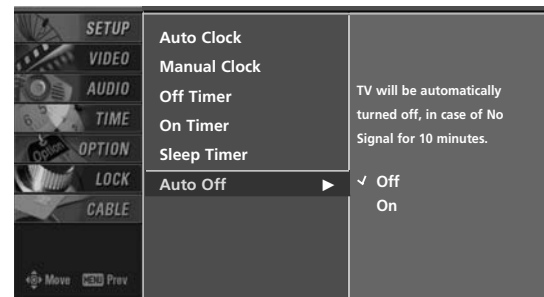 SETUP
VIDEO
AUDIO
TIME
OPTION
LOCK
CABLE
Move MENU Prev
Auto Clock
Manual Clock
Off Timer
On Timer
Sleep Timer
Auto Off
TV will be automatically
turned off, in case of No
Signal for 10 minutes.
Off
On